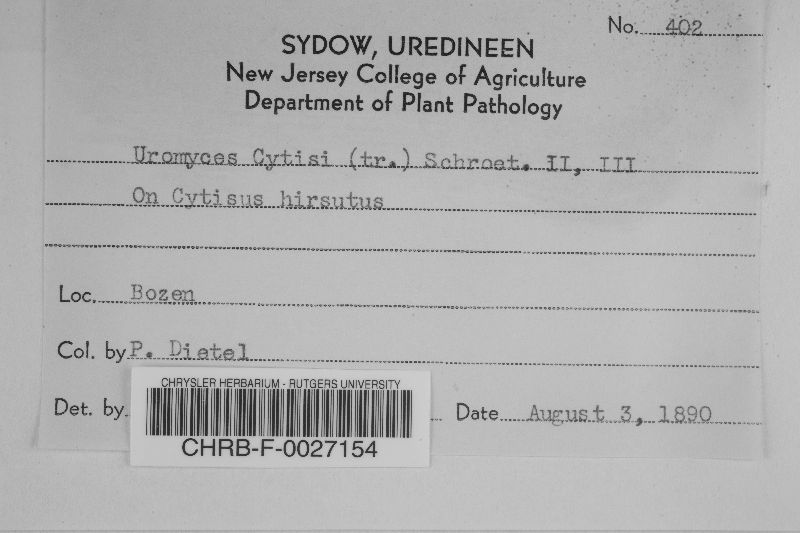 No. 402
SYDOW, UREDINEEN
New Jersey College of Agriculture
Department of Plant Pathology
Uromyces Cytisi (tr.) Schroet. II, III
On Cytisus hirsutus
Loc. Bozen
Col. by P. Dietel
Det. by
Date August 3, 1890
CHRYSLER HERBARIUM - RUTGERS UNIVERSITY
CHRB-F-0027154